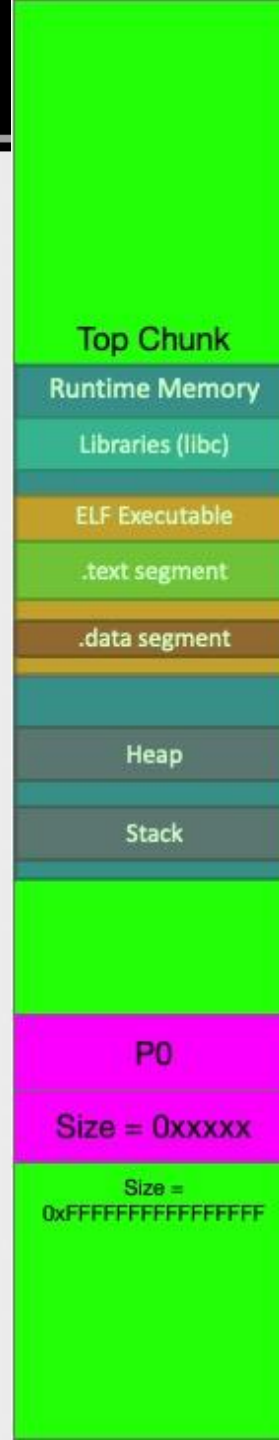 Top Chunk
Runtime Memory
Libraries (libc)
ELF Executable
.text segment
.data segment
Heap
Stack
P0
Size = 0xxxxx
Size =
0xFFFFFFFFFFFFFFFF